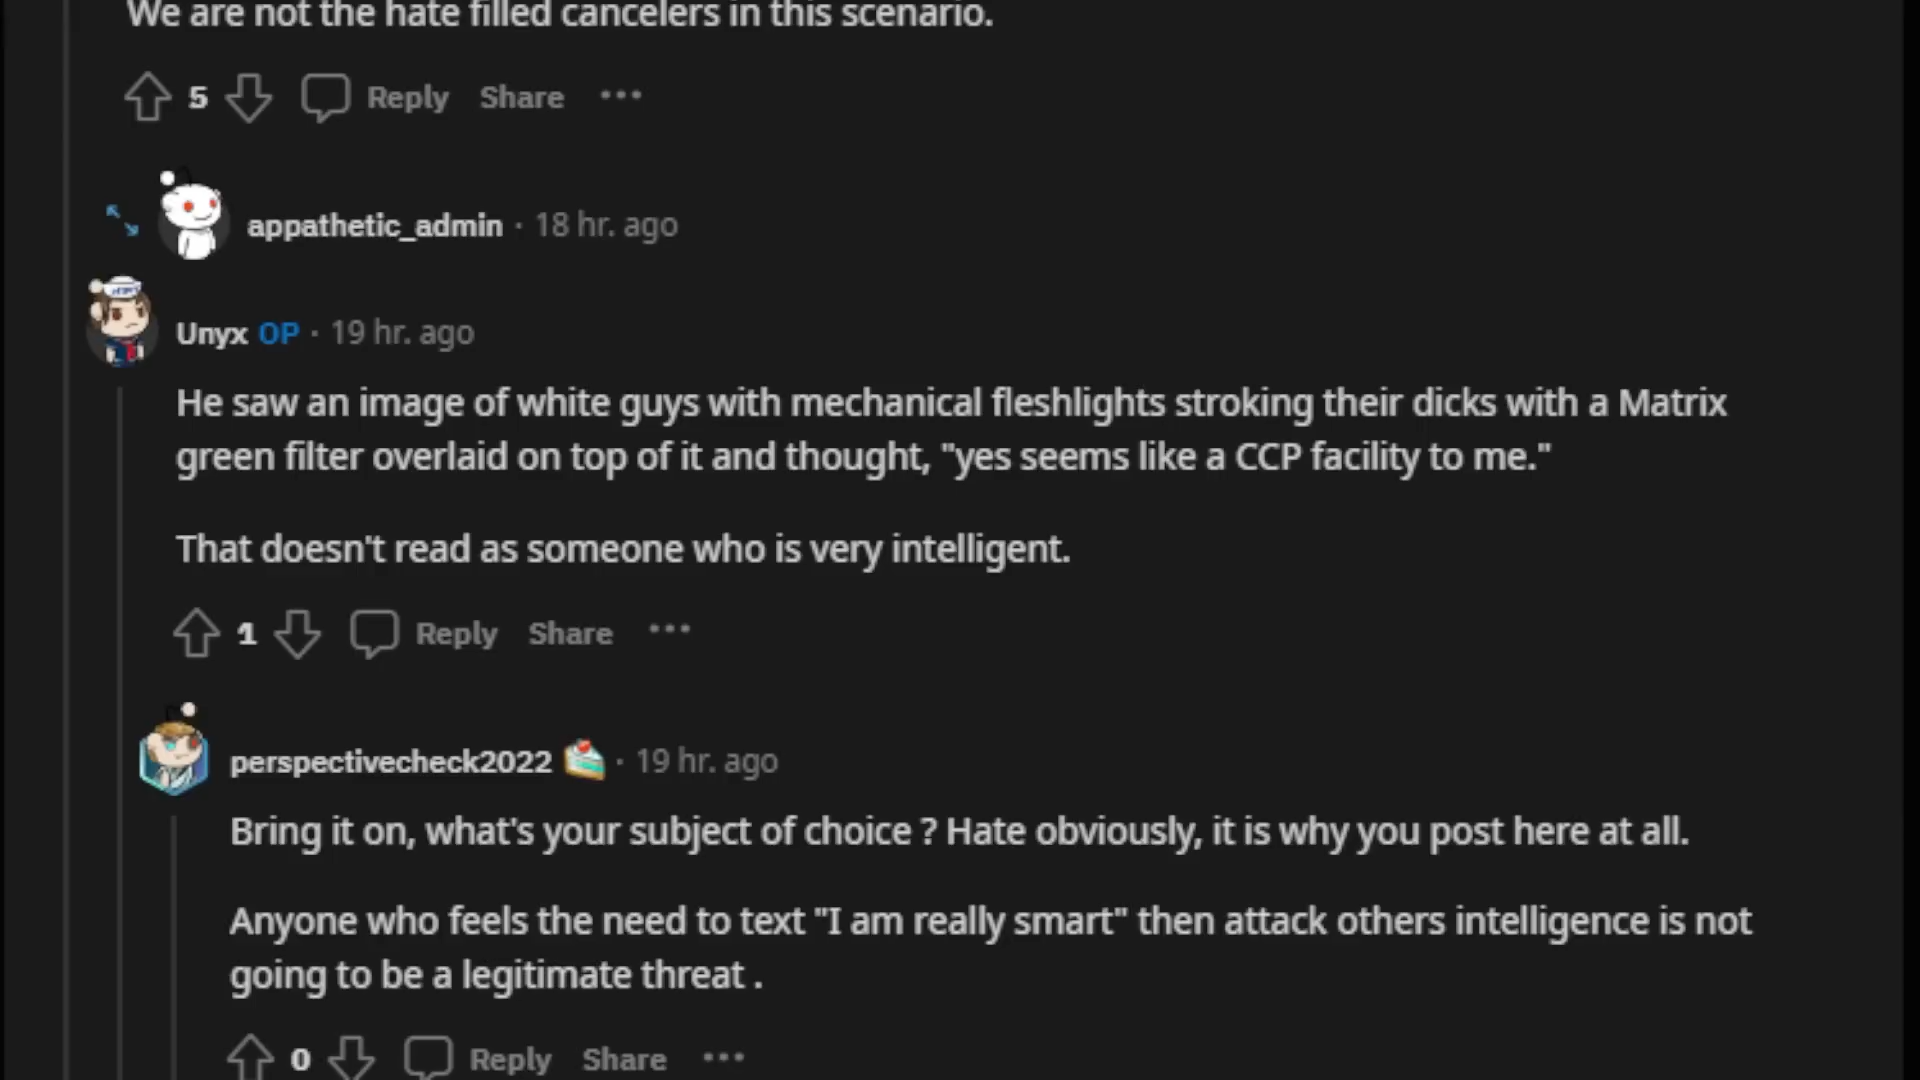 We are not the hate filled cancelers in this scenario.
5 Reply Share ...
appathetic_admin · 18 hr. ago
Unyx OP · 19 hr. ago
He saw an image of white guys with mechanical fleshlights stroking their dicks with a Matrix
green filter overlaid on top of it and thought, "yes seems like a CCP facility to me."
That doesn't read as someone who is very intelligent.
1 Reply Share ...
perspectivecheck2022 🍰 · 19 hr. ago
Bring it on, what's your subject of choice ? Hate obviously, it is why you post here at all.
Anyone who feels the need to text "I am really smart" then attack others intelligence is not
going to be a legitimate threat .
0 Reply Share ...